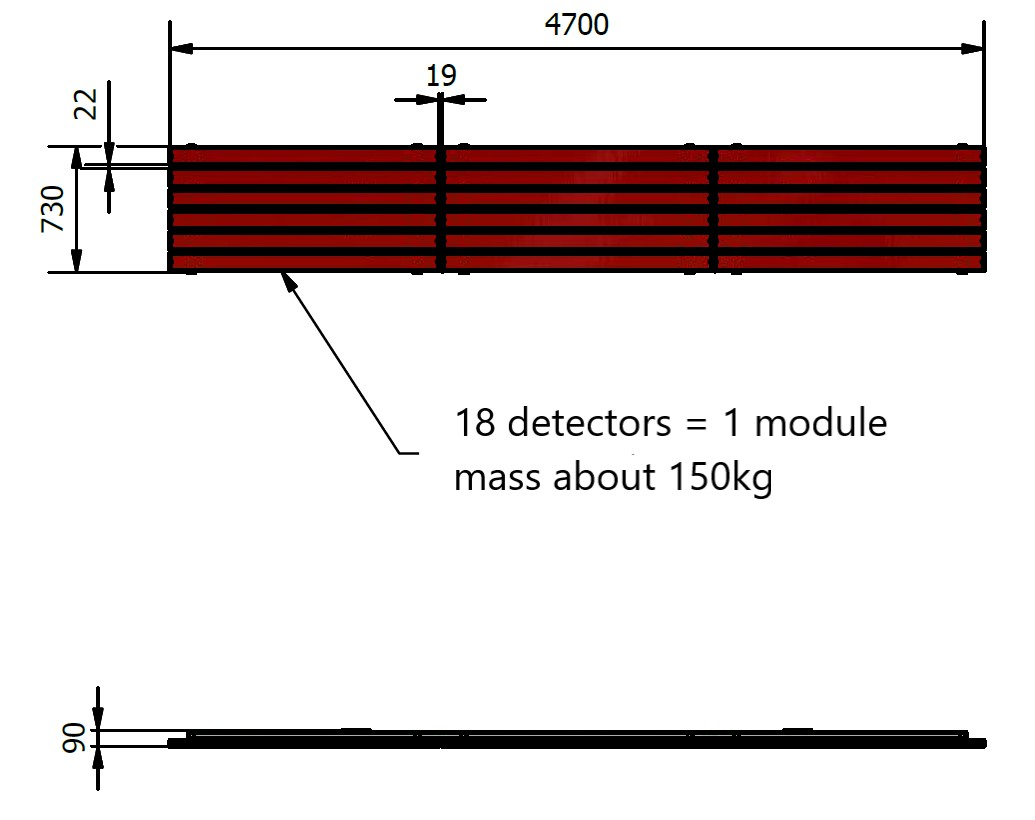 4700
19
22
730
18 detectors = 1 module
mass about 150kg
90